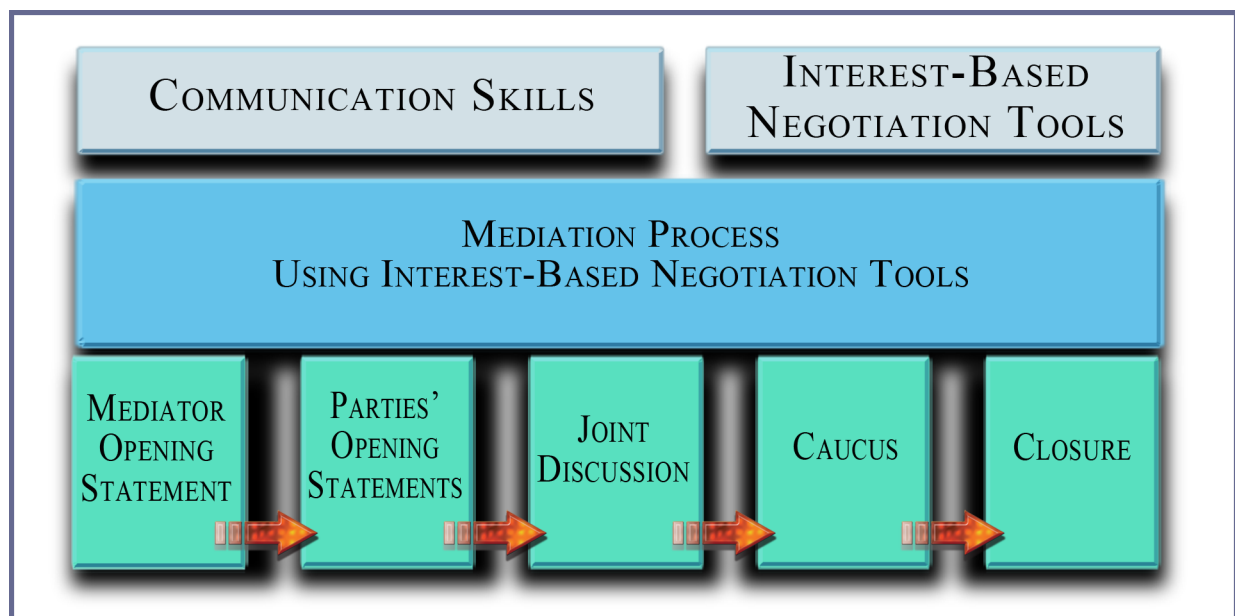 COMMUNICATION SKILLS
INTEREST-BASED
NEGOTIATION TOOLS
MEDIATION PROCESS
USING INTEREST-BASED NEGOTIATION TOOLS
MEDIATOR
OPENING
STATEMENT
PARTIES’
OPENING
STATEMENTS
JOINT
DISCUSSION
CAUCUS
CLOSURE